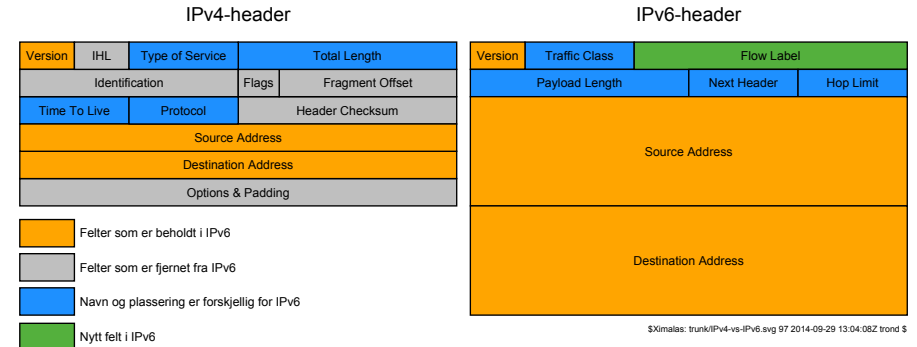 IPv4-header
Version IHL Type of Service Total Length
Identification Flags Fragment Offset
Time To Live Protocol Header Checksum
Source Address
Destination Address
Options & Padding
Felter som er beholdt i IPv6
Felter som er fjernet fra IPv6
Navn og plassering er forskjellig for IPv6
Nytt felt i IPv6
IPv6-header
Version Traffic Class Flow Label
Payload Length Next Header Hop Limit
Source Address
Destination Address
$Ximalas: trunk/IPv4-vs-IPv6.svg 97 2014-09-29 13:04:08Z trond $